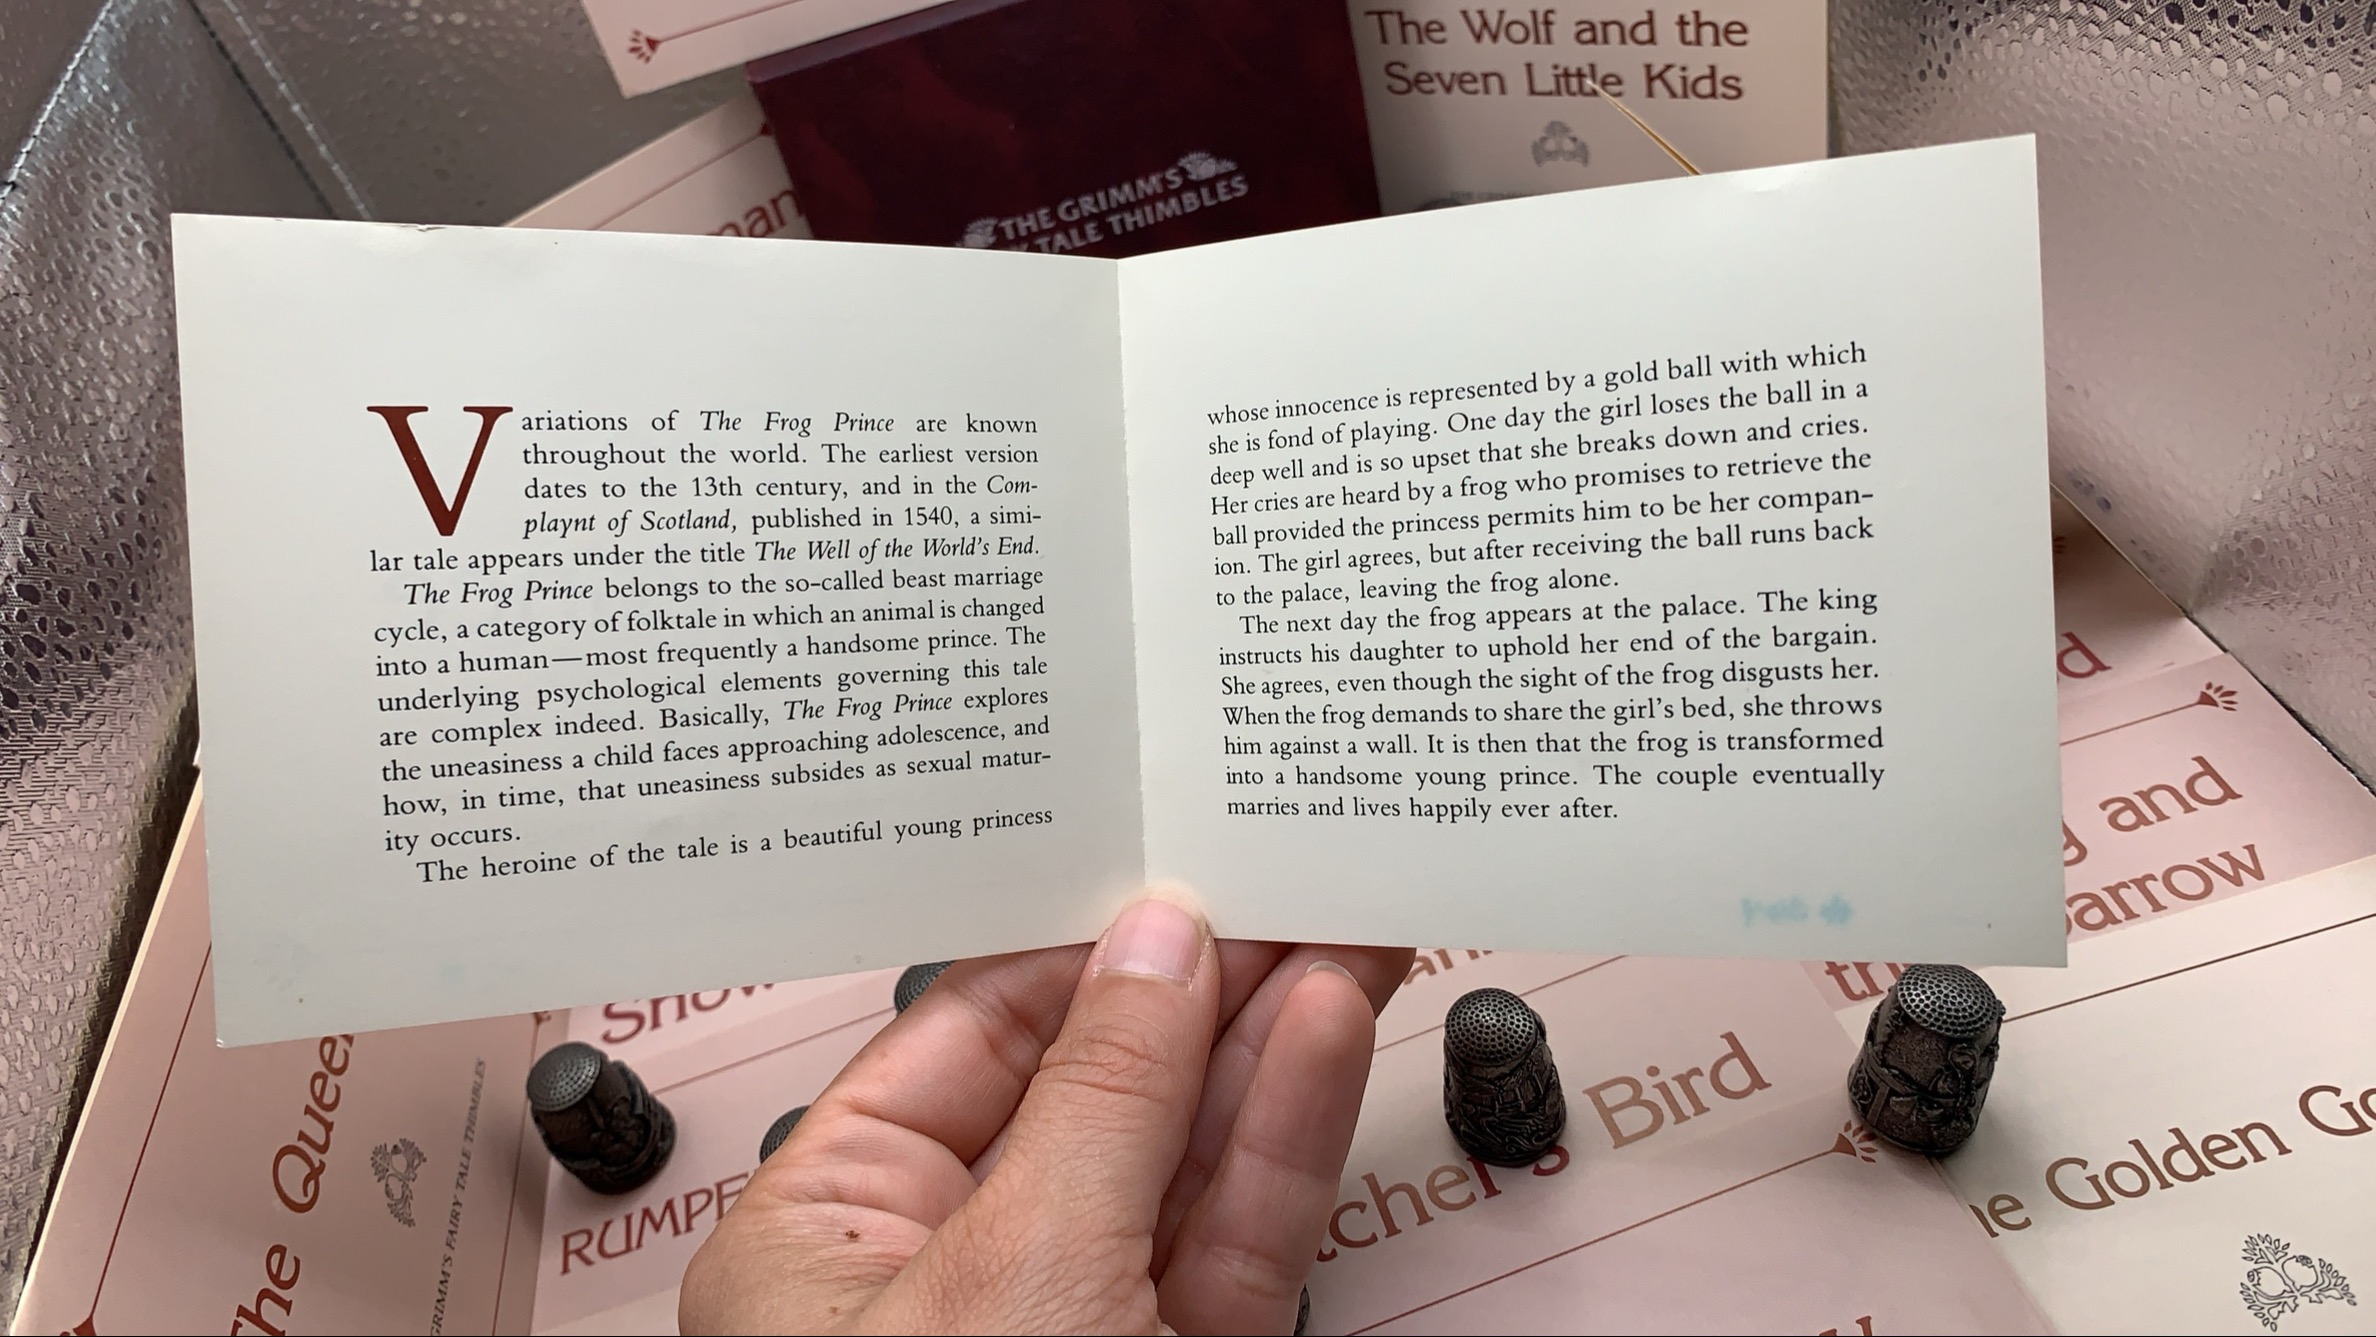 The Wolf and the
Seven Little Kids
THE GRIMM'S
TALE THIMBLES
Variations of The Frog Prince are known
throughout the world. The earliest version
dates to the 13th century, and in the Com-
playnt of Scotland, published in 1540, a simi-
lar tale appears under the title The Well of the World's End.
The Frog Prince belongs to the so-called beast marriage
cycle, a category of folktale in which an animal is changed
into a human—most frequently a handsome prince. The
underlying psychological elements governing this tale
are complex indeed. Basically, The Frog Prince explores
the uneasiness a child faces approaching adolescence, and
how, in time, that uneasiness subsides as sexual matur-
ity occurs.
The heroine of the tale is a beautiful young princess
whose innocence is represented by a gold ball with which
she is fond of playing. One day the girl loses the ball in a
deep well and is so upset that she breaks down and cries.
Her cries are heard by a frog who promises to retrieve the
ball provided the princess permits him to be her compan-
ion. The girl agrees, but after receiving the ball runs back
to the palace, leaving the frog alone.
The next day the frog appears at the palace. The king
instructs his daughter to uphold her end of the bargain.
She agrees, even though the sight of the frog disgusts her.
When the frog demands to share the girl's bed, she throws
him against a wall. It is then that the frog is transformed
into a handsome young prince. The couple eventually
marries and lives happily ever after.
and
The Queen
GRIMM'S FAIRY TALE THIMBLES
Snow
RUMPE
Bird
Golden